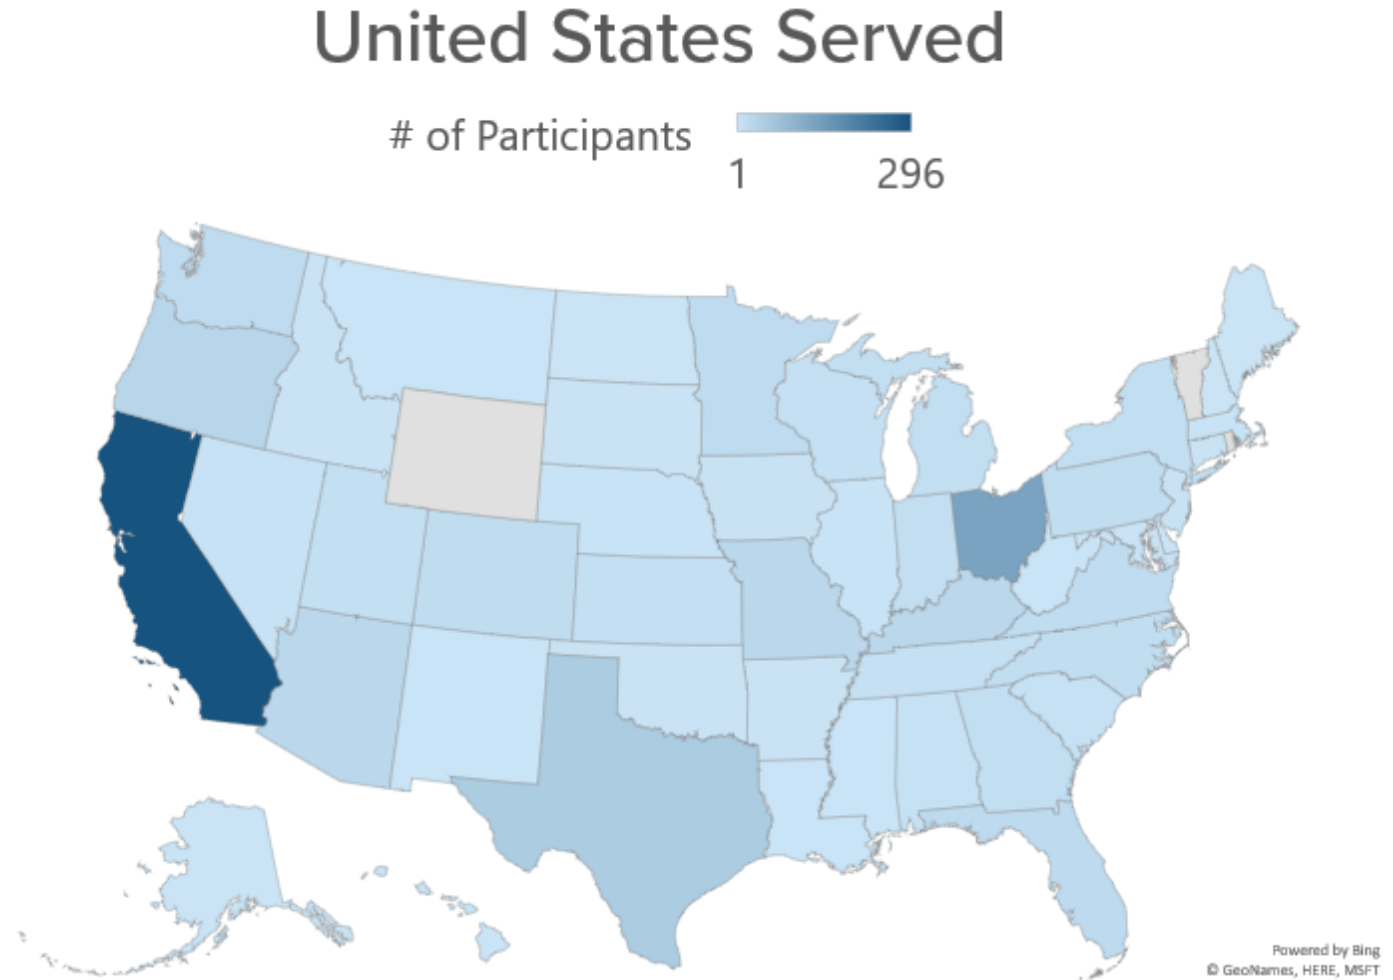 United States Served
# of Participants
1 296
Powered by Bing
© GeoNames, HERE, MSFT